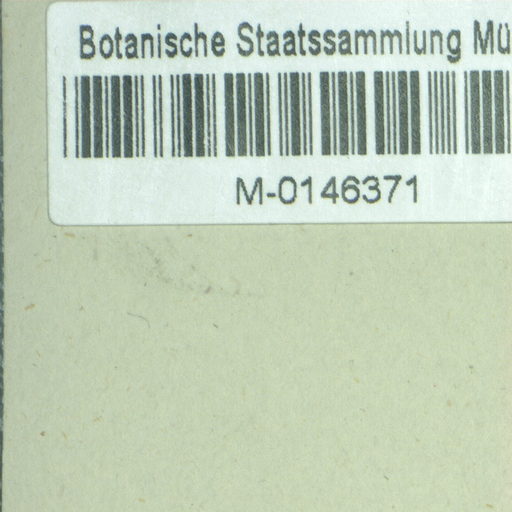 Botanische Staatssammlung Mü
M-0146371